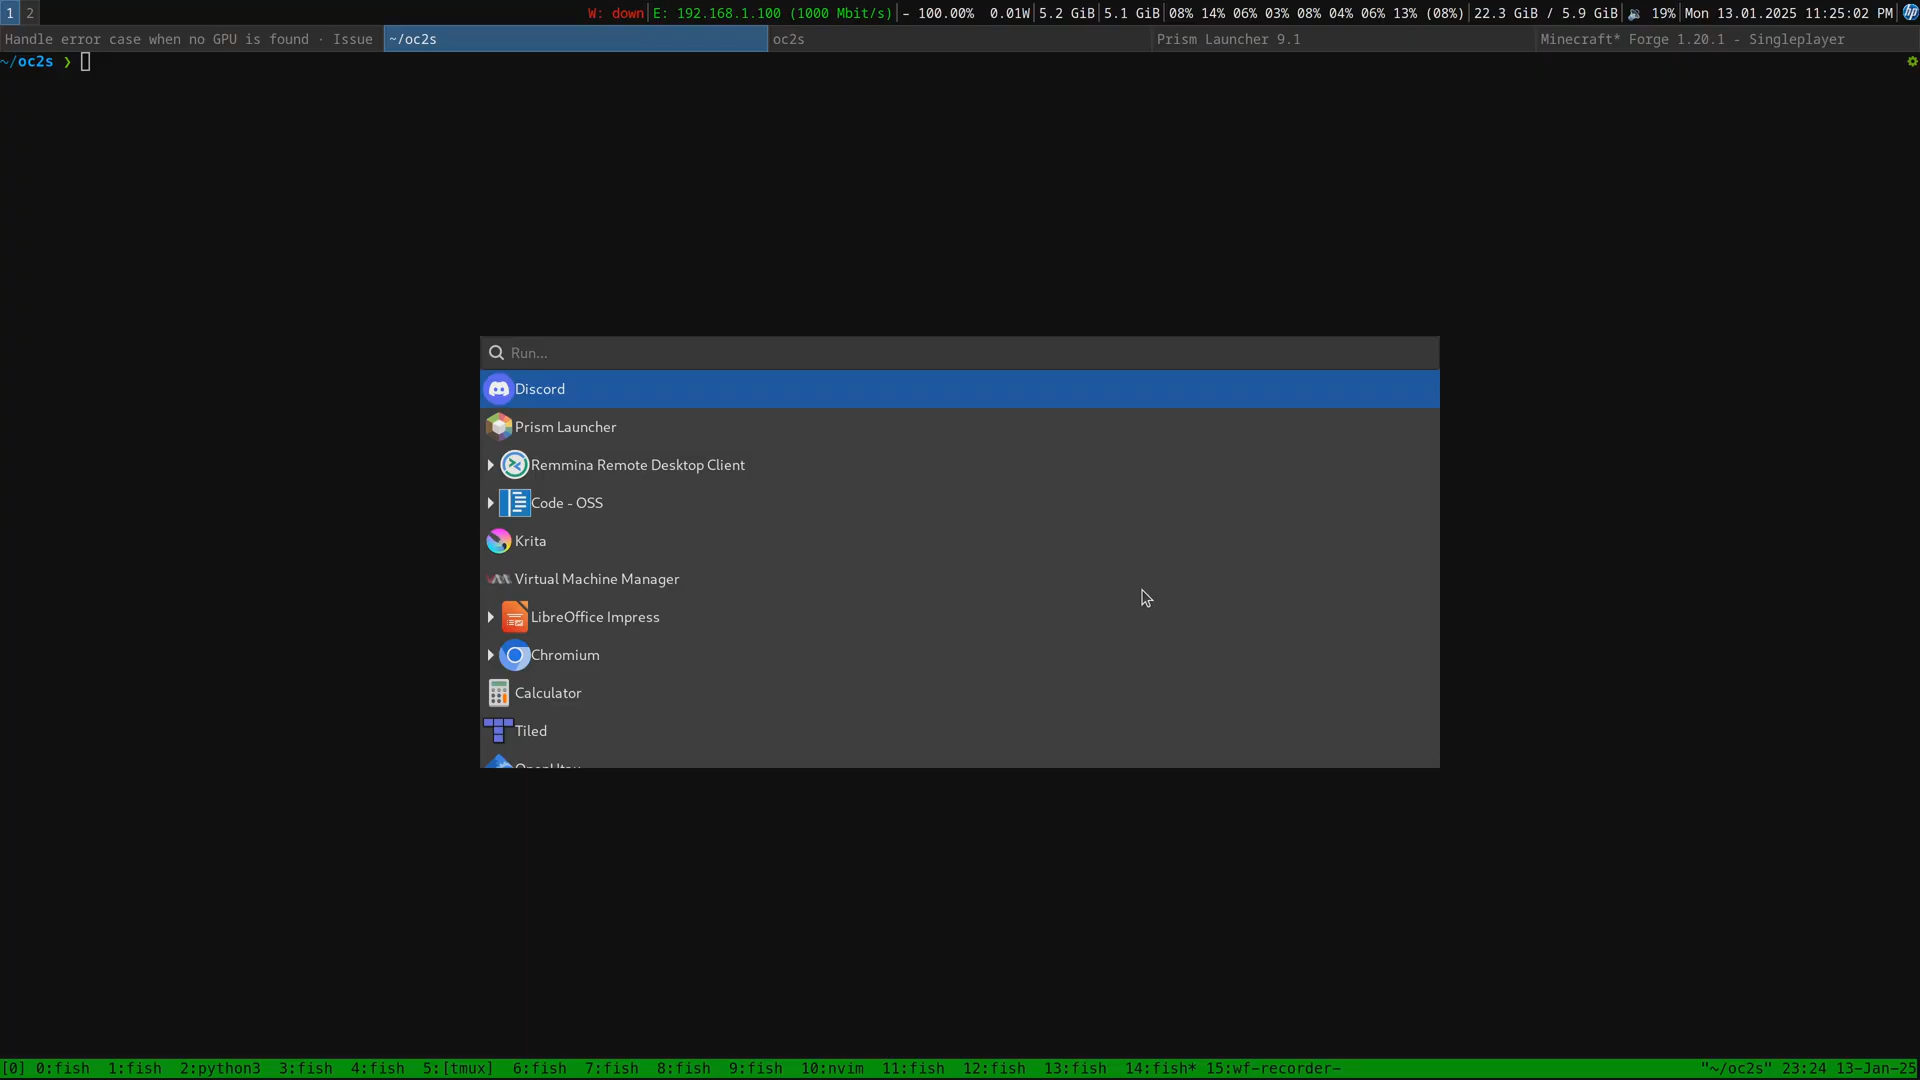 1 2 W: down E: 192.168.1.100 (1000 Mbit/s) - 100.00% 0.01W 5.2 GiB 5.1 GiB 08% 14% 06% 03% 08% 04% 06% 13% (08%) 22.3 GiB / 5.9 GiB 19% Mon 13.01.2025 11:25:02 PM hp
Handle error case when no GPU is found · Issue ~/oc2s oc2s Prism Launcher 9.1 Minecraft* Forge 1.20.1 - Singleplayer
~/oc2s ❯
Run...
Discord
Prism Launcher
Remmina Remote Desktop Client
Code - OSS
Krita
Virtual Machine Manager
LibreOffice Impress
Chromium
Calculator
Tiled
[0] 0:fish 1:fish 2:python3 3:fish 4:fish 5:[tmux] 6:fish 7:fish 8:fish 9:fish 10:nvim 11:fish 12:fish 13:fish 14:fish* 15:wf-recorder- "~/oc2s" 23:24 13-Jan-25